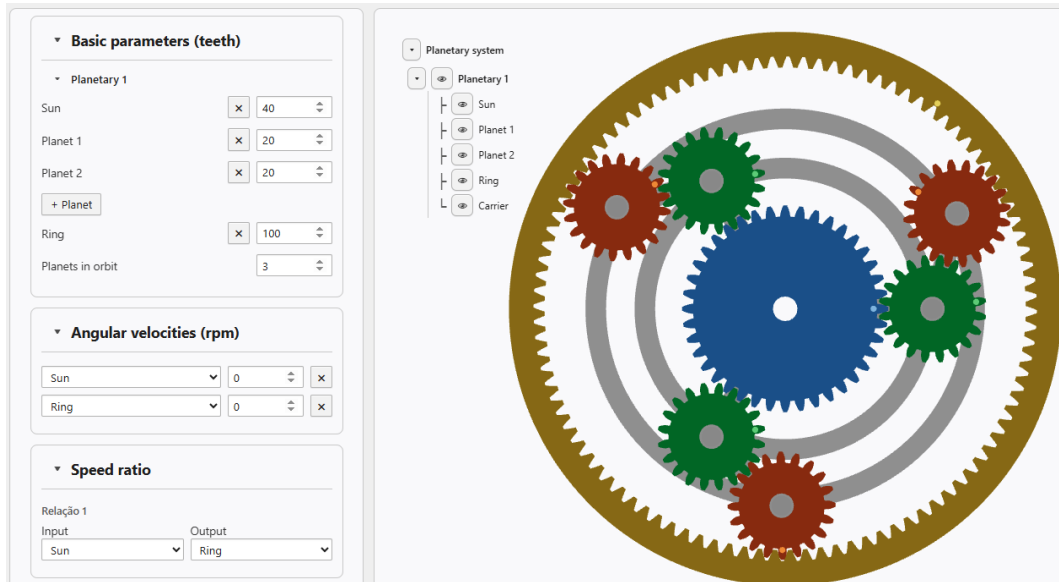 Basic parameters (teeth)
Planetary 1
Sun 40
Planet 1 20
Planet 2 20
+ Planet
Ring 100
Planets in orbit 3
Angular velocities (rpm)
Sun 0
Ring 0
Speed ratio
Relação 1
Input Output
Sun Ring
Planetary system
Planetary 1
Sun
Planet 1
Planet 2
Ring
Carrier